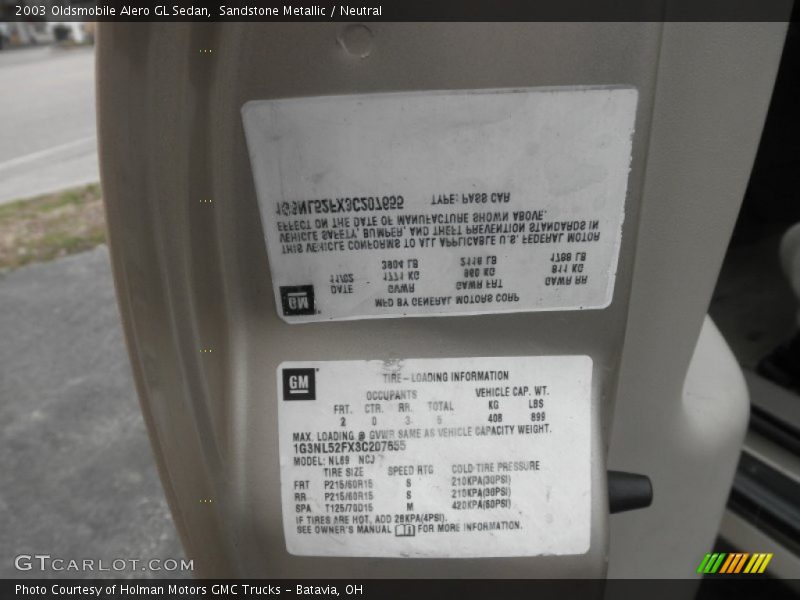 2003 Oldsmobile Alero GL Sedan, Sandstone Metallic / Neutral
GM MFD BY GENERAL MOTORS CORP
DATE GVWR GAWR FRT GAWR RR
11/02 1771 KG 960 KG 811 KG
3904 LB 2116 LB 1788 LB
THIS VEHICLE CONFORMS TO ALL APPLICABLE U.S. FEDERAL MOTOR
VEHICLE SAFETY, BUMPER, AND THEFT PREVENTION STANDARDS IN
EFFECT ON THE DATE OF MANUFACTURE SHOWN ABOVE.
1G3NL52FX3C207655 TYPE: PASS CAR
GM TIRE-LOADING INFORMATION
OCCUPANTS VEHICLE CAP. WT.
FRT. CTR. RR. TOTAL KG LBS
2 0 3 5 408 899
MAX. LOADING @ GVWR SAME AS VEHICLE CAPACITY WEIGHT.
1G3NL52FX3C207655
MODEL: NL69 NCJ
TIRE SIZE SPEED RTG COLD TIRE PRESSURE
FRT P215/60R15 S 210KPA(30PSI)
RR P215/60R15 S 210KPA(30PSI)
SPA T125/70D15 M 420KPA(60PSI)
IF TIRES ARE HOT, ADD 28KPA(4PSI).
SEE OWNER'S MANUAL FOR MORE INFORMATION.
GTCARLOT.COM
Photo Courtesy of Holman Motors GMC Trucks - Batavia, OH